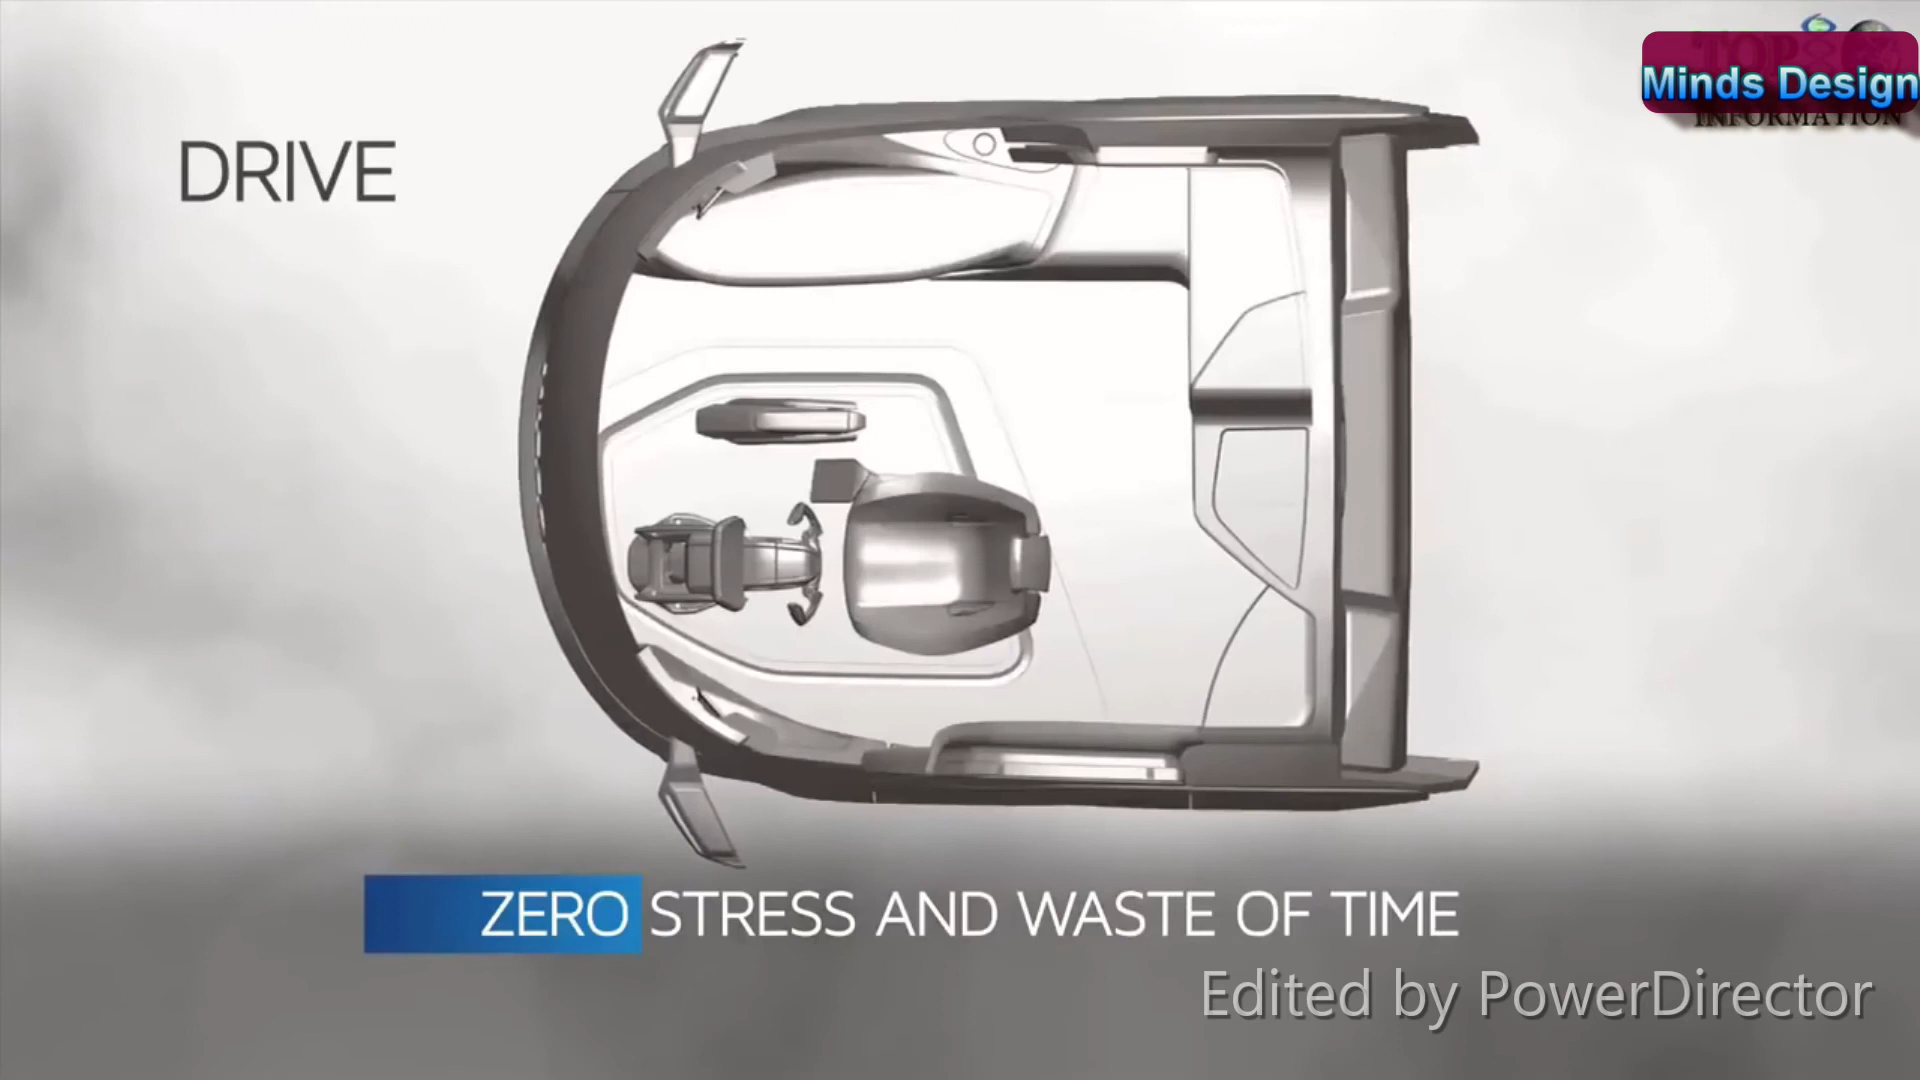 Minds Design
INFORMATION
DRIVE
ZERO STRESS AND WASTE OF TIME
Edited by PowerDirector